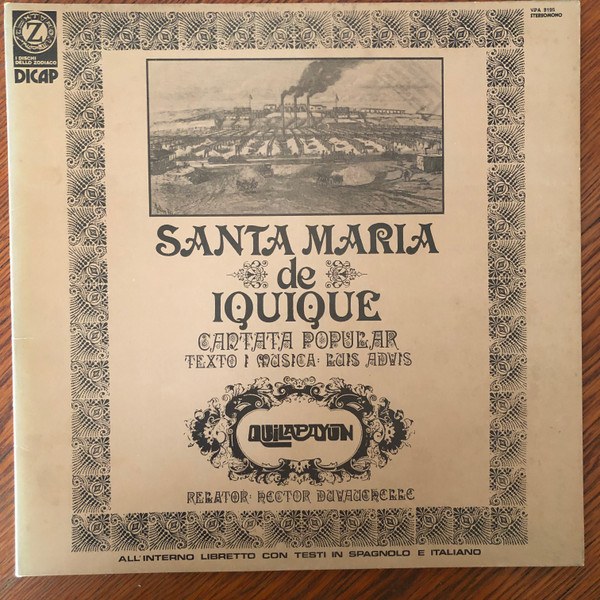 Z
I DISCHI
DELLO ZODIACO
DICAP
VPA 8195
STEREOMONO
SANTA MARIA
de
IQUIQUE
CANTATA POPULAR
TEXTO I MUSICA: LUIS ADVIS
QUILAPAYUN
RELATOR: HECTOR DUVAUCHELLE
ALL'INTERNO LIBRETTO CON TESTI IN SPAGNOLO E ITALIANO